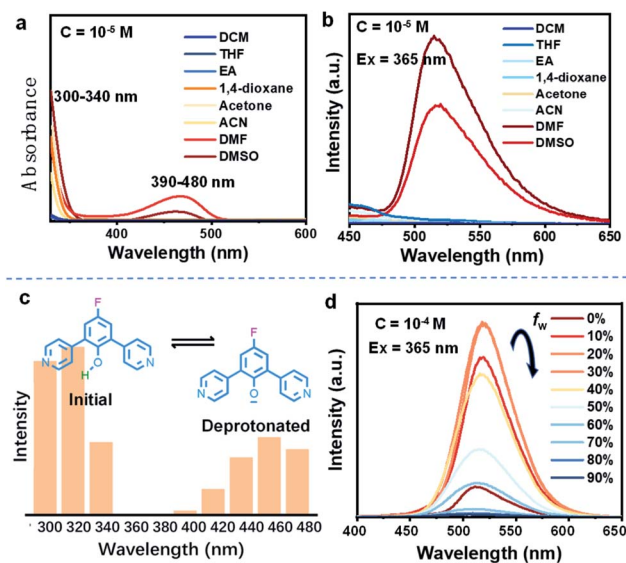 a
C = 10⁻⁵ M
DCM
THF
EA
1,4-dioxane
Acetone
ACN
DMF
DMSO
300-340 nm
390-480 nm
Absorbance
400
500
600
Wavelength (nm)
b
C = 10⁻⁵ M
Ex = 365 nm
DCM
THF
EA
1,4-dioxane
Acetone
ACN
DMF
DMSO
Intensity (a.u.)
450
500
550
600
650
Wavelength (nm)
c
F
N
N
O
H
Initial
F
N
N
O
Deprotonated
Intensity
300 320 340 360 380 400 420 440 460 480
Wavelength (nm)
d
C = 10⁻⁴ M
Ex = 365 nm
fw
0%
10%
20%
30%
40%
50%
60%
70%
80%
90%
Intensity (a.u.)
400 450 500 550 600 650
Wavelength (nm)